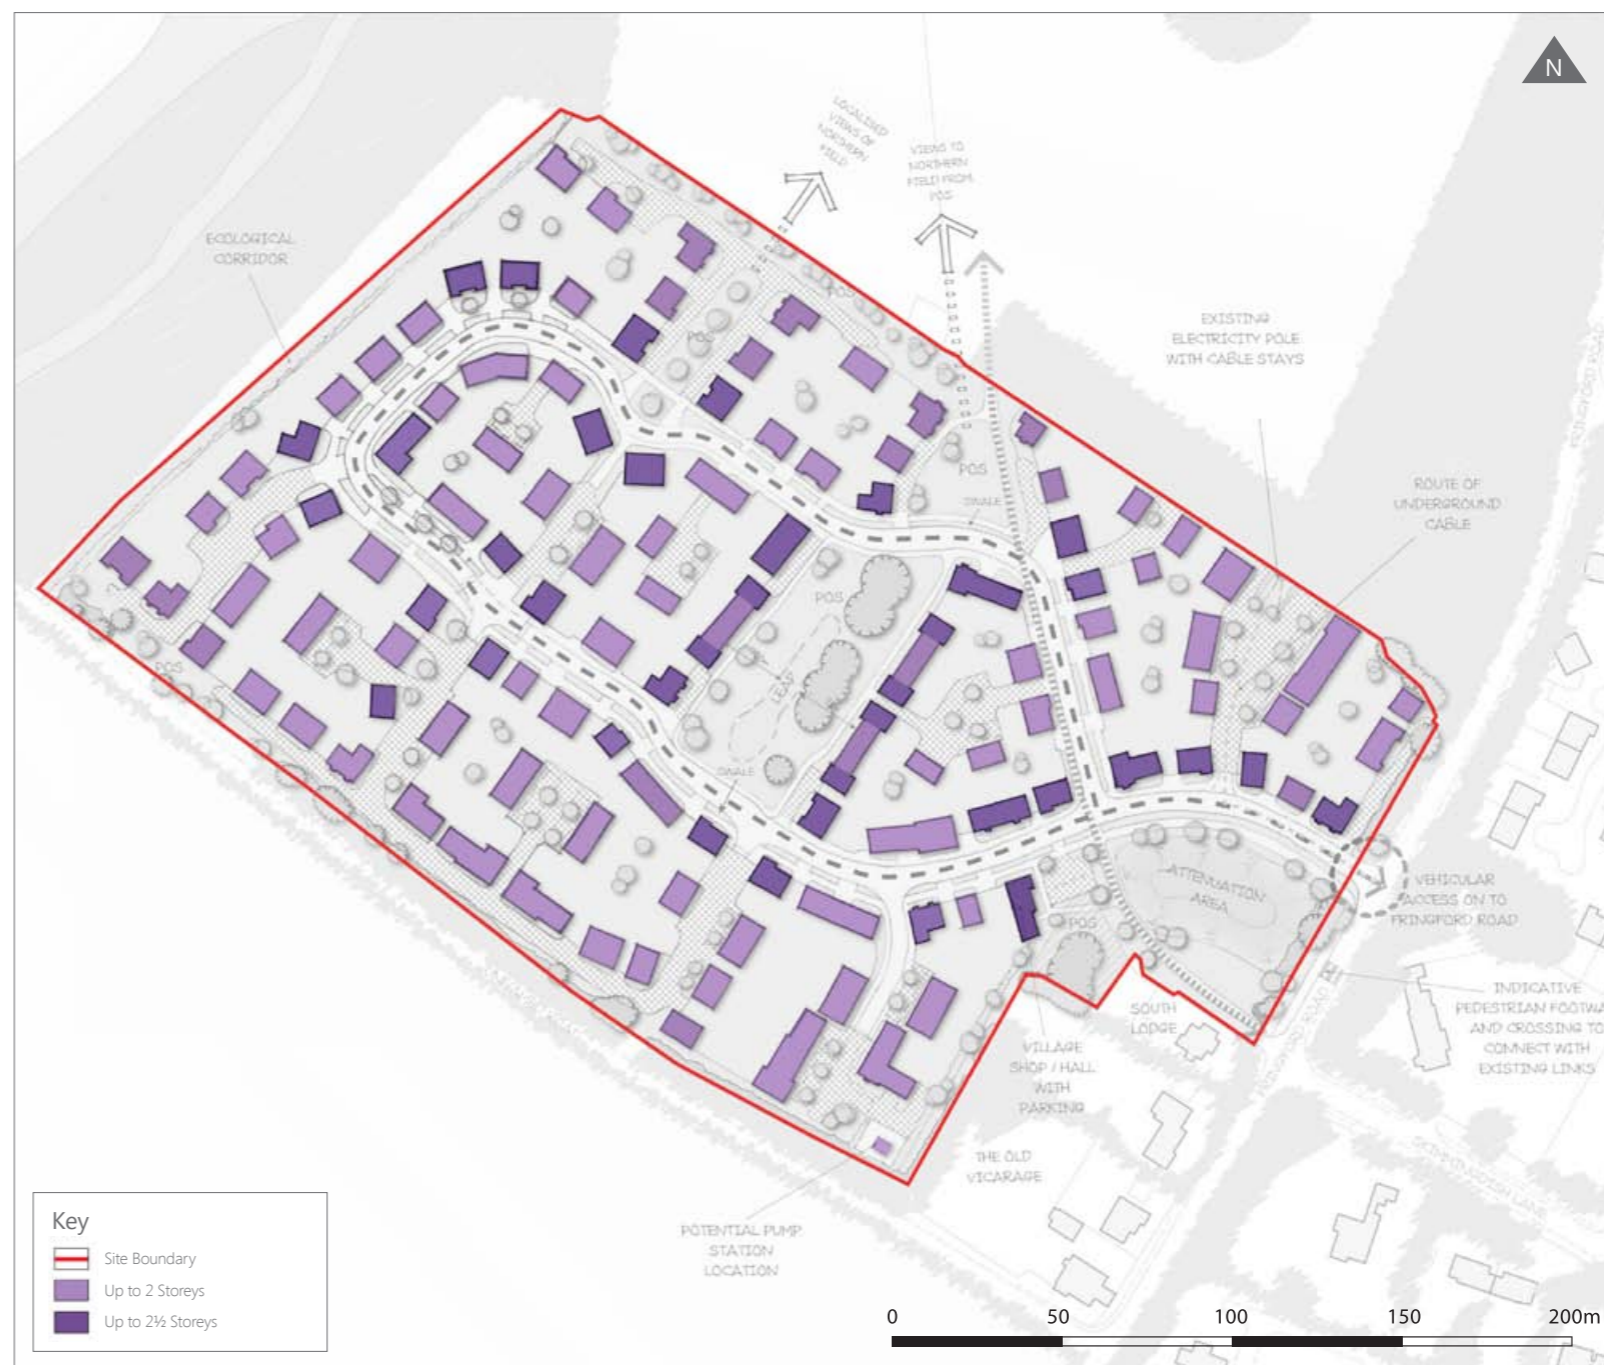 N
LOCALISED
VIEWS OF
NORTHERN
FIELD
VIEWS TO
NORTHERN
FIELD FROM
POS
ECOLOGICAL
CORRIDOR
POS
POS
EXISTING
ELECTRICITY POLE
WITH CABLE STAYS
FRINGFORD ROAD
POS
SWALE
ROUTE OF
UNDERGROUND
CABLE
POS
LEAP
POS
SWALE
ATTENUATION
AREA
VEHICULAR
ACCESS ON TO
FRINGFORD ROAD
POS
SOUTH
LODGE
INDICATIVE
PEDESTRIAN FOOTWA
AND CROSSING TO
CONNECT WITH
EXISTING LINKS
FRINGFORD ROAD
VILLAGE
SHOP / HALL
WITH
PARKING
THE OLD
VICARAGE
POTENTIAL PUMP
STATION
LOCATION
Key
Site Boundary
Up to 2 Storeys
Up to 2½ Storeys
0 50 100 150 200m